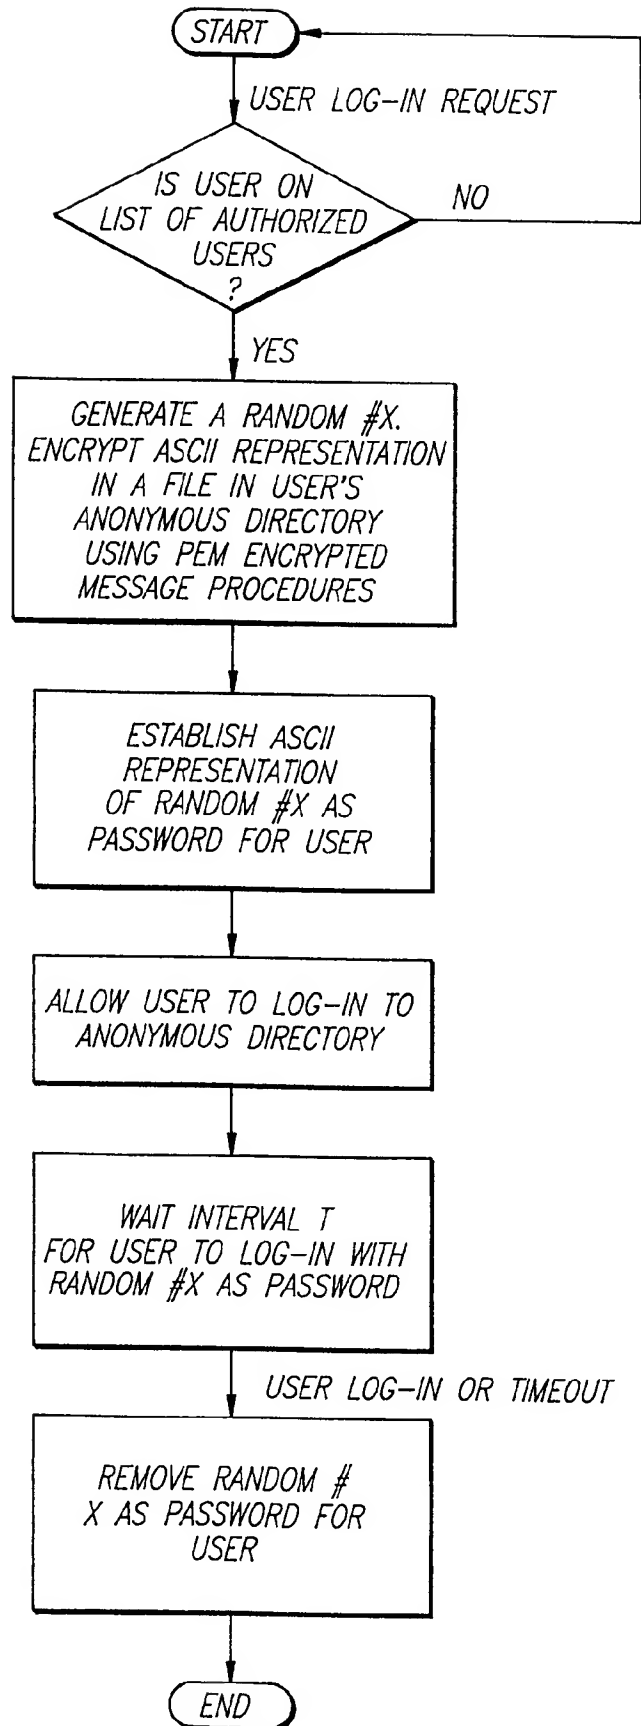 START
USER LOG-IN REQUEST
IS USER ON
LIST OF AUTHORIZED
USERS
?
NO
YES
GENERATE A RANDOM #X.
ENCRYPT ASCII REPRESENTATION
IN A FILE IN USER'S
ANONYMOUS DIRECTORY
USING PEM ENCRYPTED
MESSAGE PROCEDURES
ESTABLISH ASCII
REPRESENTATION
OF RANDOM #X AS
PASSWORD FOR USER
ALLOW USER TO LOG-IN TO
ANONYMOUS DIRECTORY
WAIT INTERVAL T
FOR USER TO LOG-IN WITH
RANDOM #X AS PASSWORD
USER LOG-IN OR TIMEOUT
REMOVE RANDOM #
X AS PASSWORD FOR
USER
END